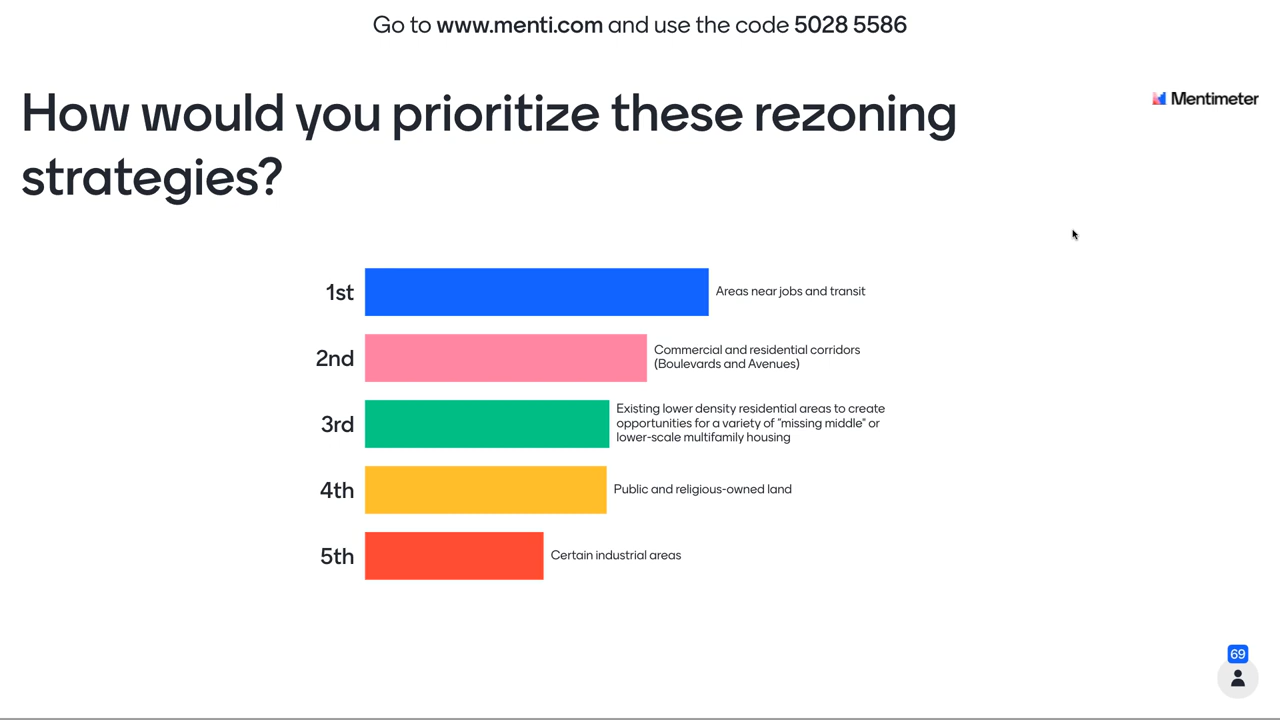 Go to www.menti.com and use the code 5028 5586
How would you prioritize these rezoning
strategies?
Mentimeter
1st
Areas near jobs and transit
2nd
Commercial and residential corridors
(Boulevards and Avenues)
3rd
Existing lower density residential areas to create
opportunities for a variety of "missing middle" or
lower-scale multifamily housing
4th
Public and religious-owned land
5th
Certain industrial areas
69